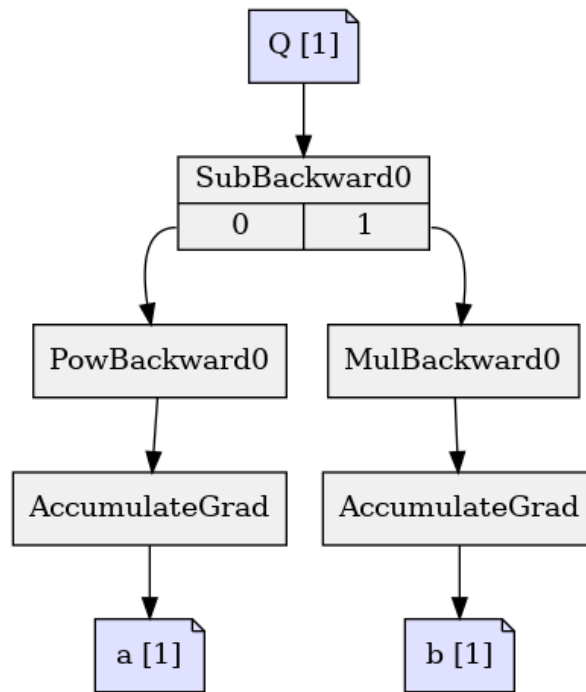 Q [1]
SubBackward0
0 1
PowBackward0 MulBackward0
AccumulateGrad AccumulateGrad
a [1] b [1]